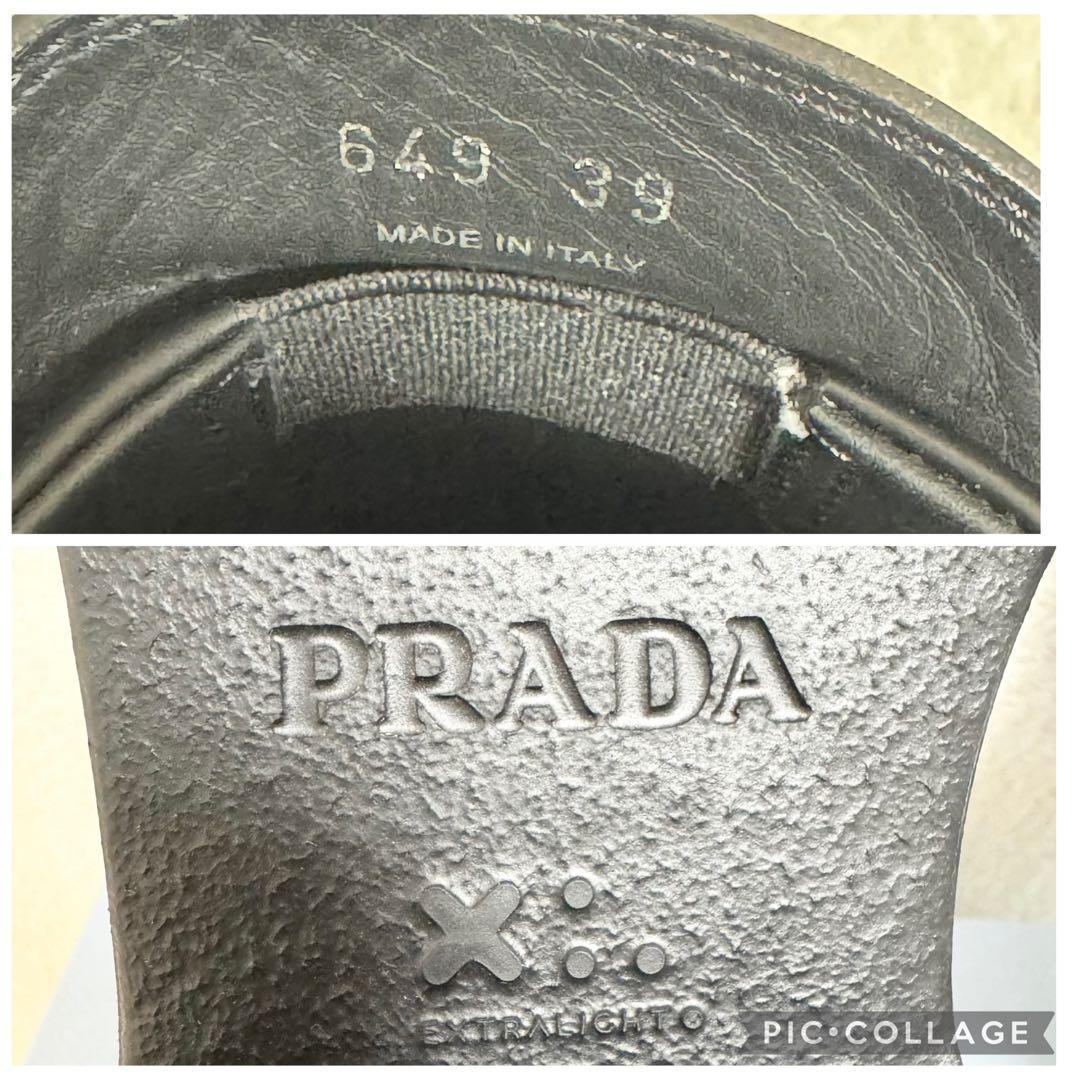 649 39
MADE IN ITALY
PRADA
EXTRALIGHT®
PIC•COLLAGE